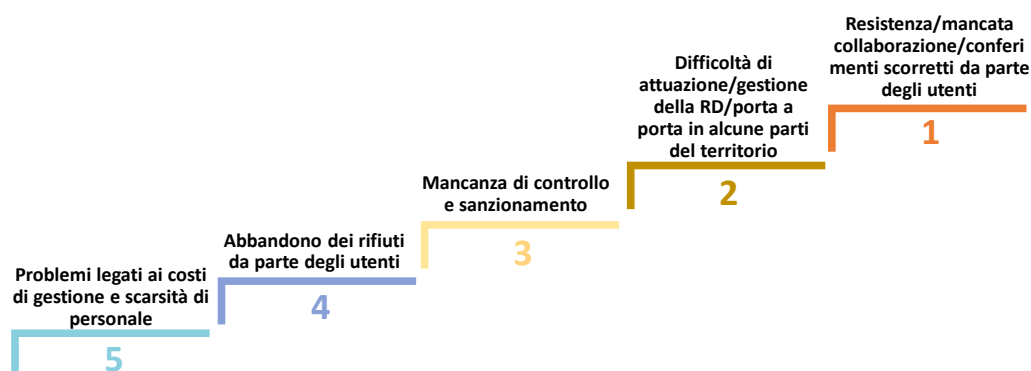 Resistenza/mancata
collaborazione/conferi
menti scorretti da parte
degli utenti
1
Difficoltà di
attuazione/gestione
della RD/porta a
porta in alcune parti
del territorio
2
Mancanza di controllo
e sanzionamento
3
Abbandono dei rifiuti
da parte degli utenti
4
Problemi legati ai costi
di gestione e scarsità di
personale
5